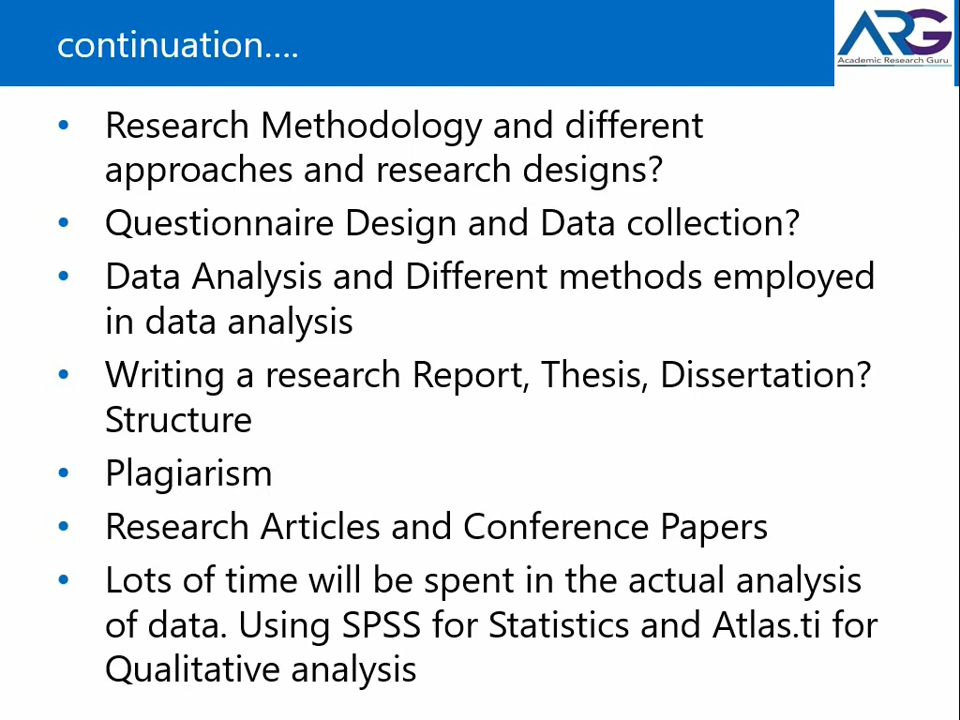 continuation....
ARG
Academic Research Guru
• Research Methodology and different
approaches and research designs?
• Questionnaire Design and Data collection?
• Data Analysis and Different methods employed
in data analysis
• Writing a research Report, Thesis, Dissertation?
Structure
• Plagiarism
• Research Articles and Conference Papers
• Lots of time will be spent in the actual analysis
of data. Using SPSS for Statistics and Atlas.ti for
Qualitative analysis